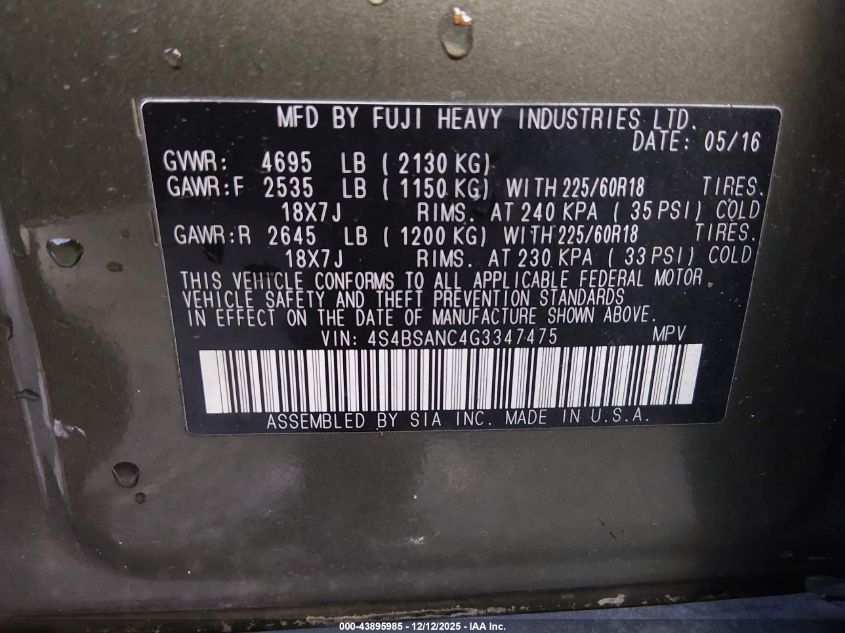 MFD BY FUJI HEAVY INDUSTRIES LTD.
DATE: 05/16
GVWR: 4695 LB ( 2130 KG)
GAWR:F 2535 LB ( 1150 KG) WITH 225/60R18 TIRES.
18X7J RIMS. AT 240 KPA ( 35 PSI) COLD
GAWR:R 2645 LB ( 1200 KG) WITH 225/60R18 TIRES.
18X7J RIMS. AT 230 KPA ( 33 PSI) COLD
THIS VEHICLE CONFORMS TO ALL APPLICABLE FEDERAL MOTOR
VEHICLE SAFETY AND THEFT PREVENTION STANDARDS
IN EFFECT ON THE DATE OF MANUFACTURE SHOWN ABOVE.
VIN: 4S4BSANC4G3347475 MPV
ASSEMBLED BY SIA INC. MADE IN U.S.A.
000-43895985 - 12/12/2025 - IAA Inc.